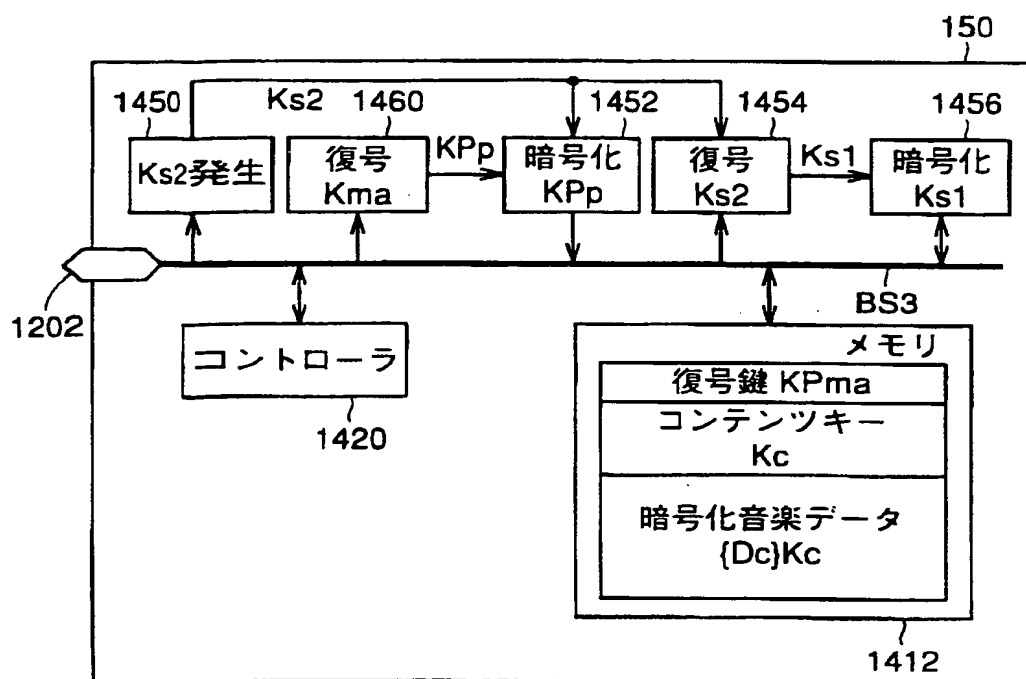 150
1450
Ks2
1460
1452
1454
1456
Ks2発生
復号
Kma
KPp
暗号化
KPp
復号
Ks2
Ks1
暗号化
Ks1
1202
BS3
コントローラ
1420
メモリ
復号鍵 KPma
コンテンツキー
Kc
暗号化音楽データ
{Dc}Kc
1412